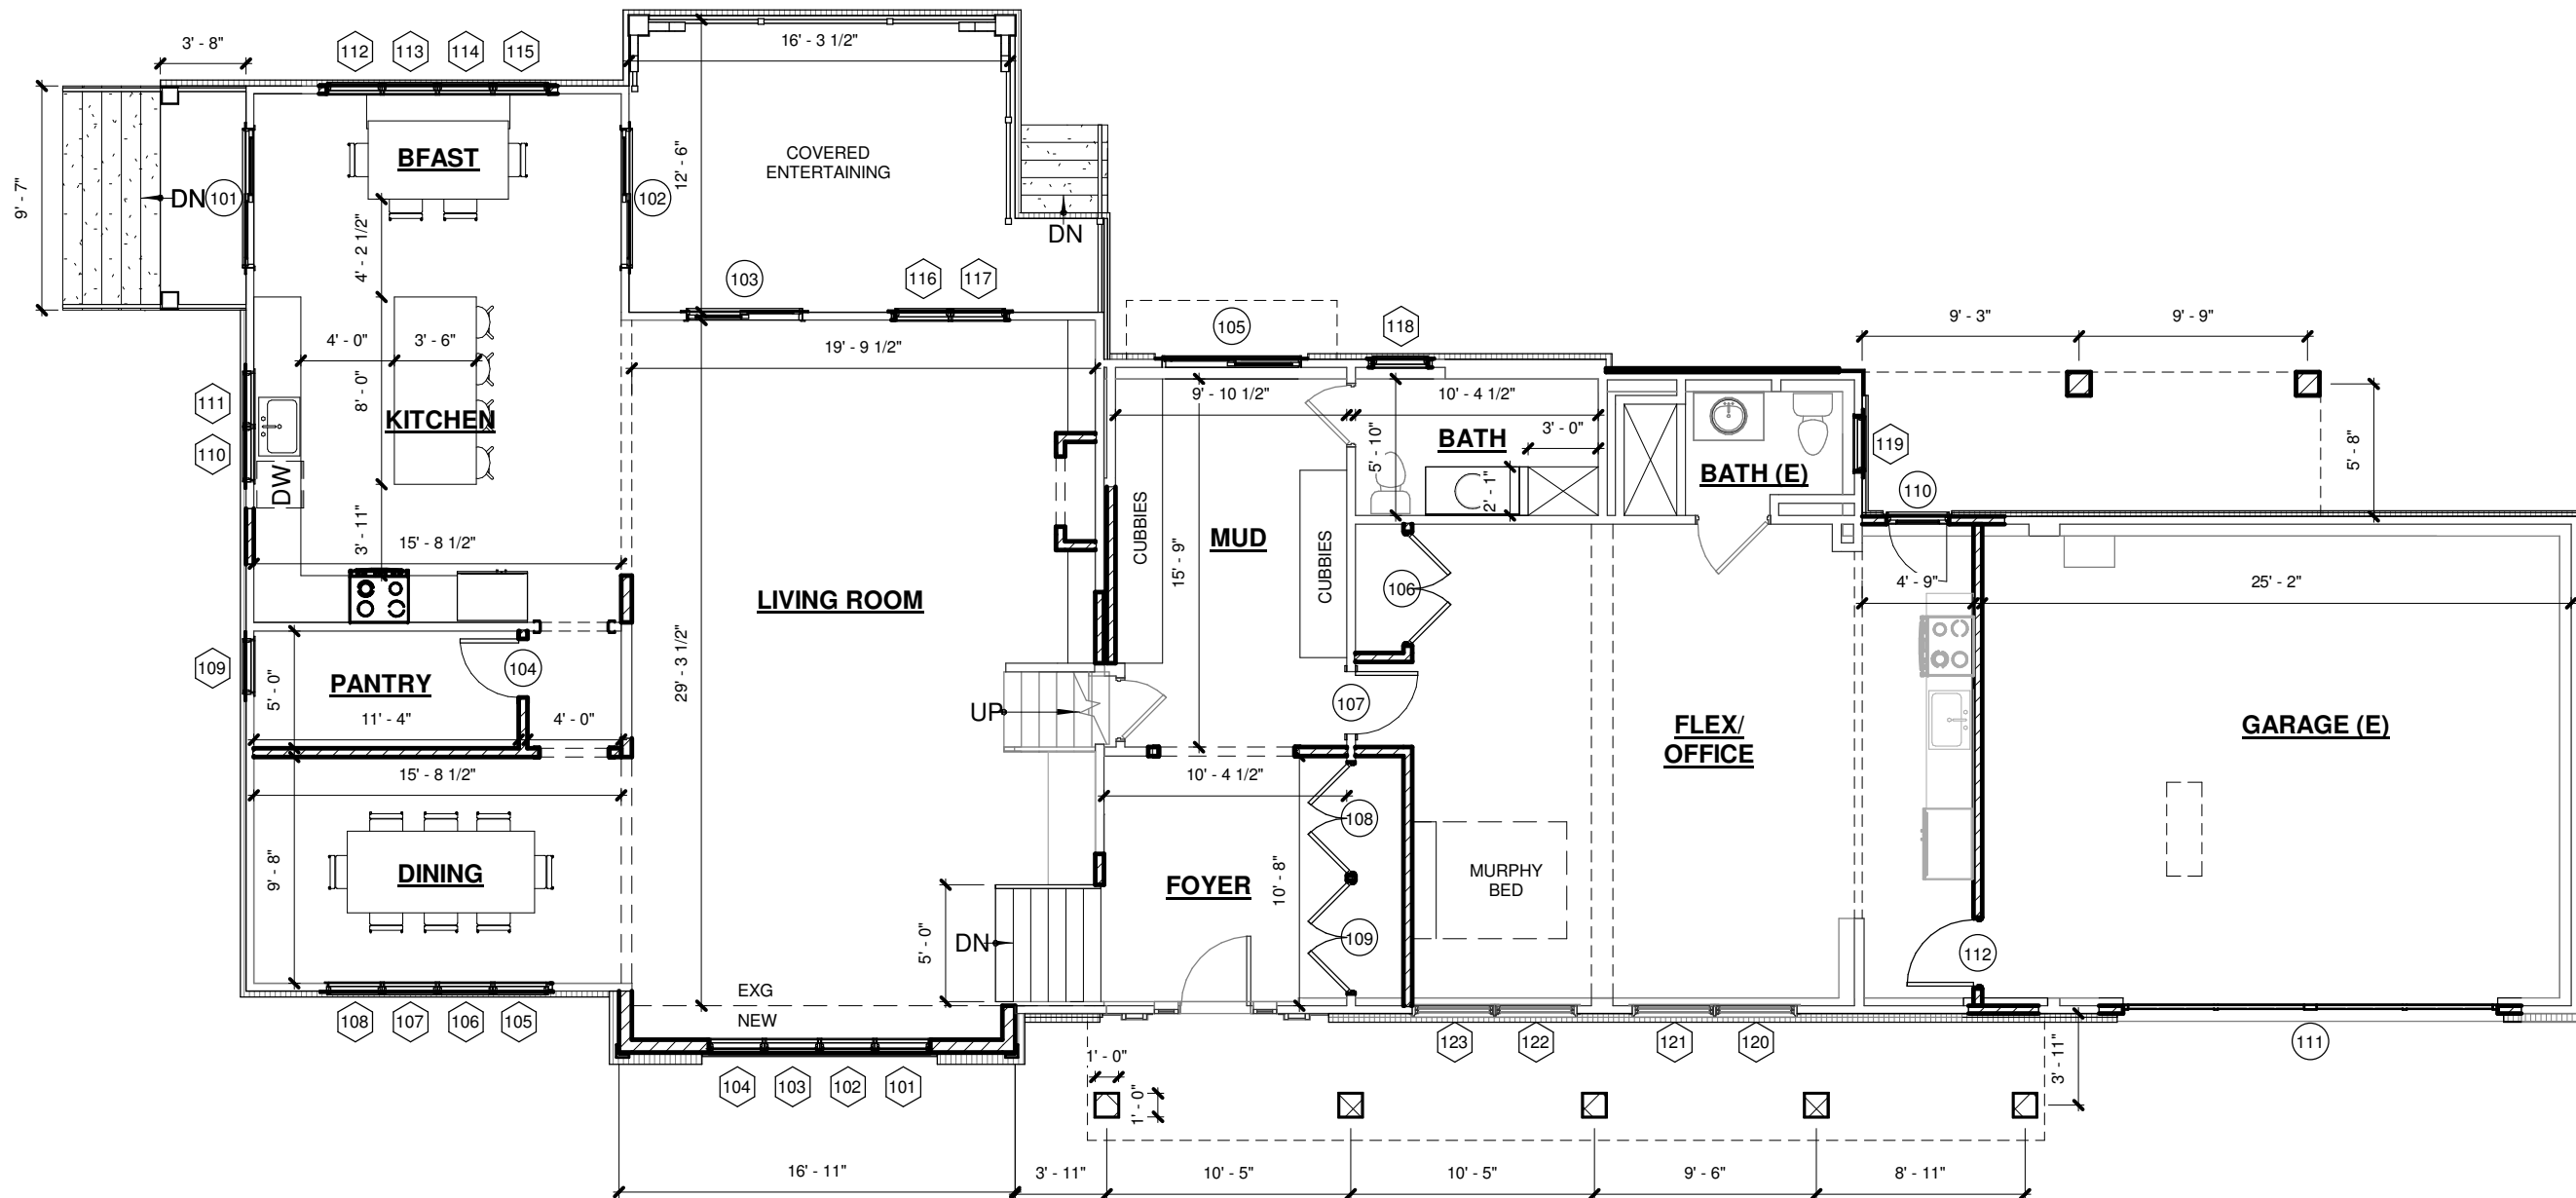 16' - 3 1/2"
3' - 8"
112
113
114
115
9' - 7"
DN
101
BFAST
102
12' - 6"
COVERED
ENTERTAINING
DN
4' - 2 1/2"
103
116
117
105
118
9' - 3"
9' - 9"
4' - 0"
3' - 6"
19' - 9 1/2"
8' - 0"
KITCHEN
111
110
DW
9' - 10 1/2"
10' - 4 1/2"
5' - 10"
BATH
3' - 0"
2' - 1"
BATH (E)
119
110
5' - 8"
3' - 11"
15' - 8 1/2"
CUBBIES
MUD
15' - 9"
CUBBIES
106
4' - 9"
25' - 2"
LIVING ROOM
29' - 3 1/2"
109
PANTRY
104
5' - 0"
11' - 4"
4' - 0"
UP
107
FLEX/
OFFICE
GARAGE (E)
15' - 8 1/2"
10' - 4 1/2"
108
9' - 8"
DINING
FOYER
10' - 8"
MURPHY
BED
109
5' - 0"
DN
112
EXG
NEW
108
107
106
105
104
103
102
101
123
122
121
120
111
1' - 0"
1' - 0"
3' - 11"
16' - 11"
3' - 11"
10' - 5"
10' - 5"
9' - 6"
8' - 11"